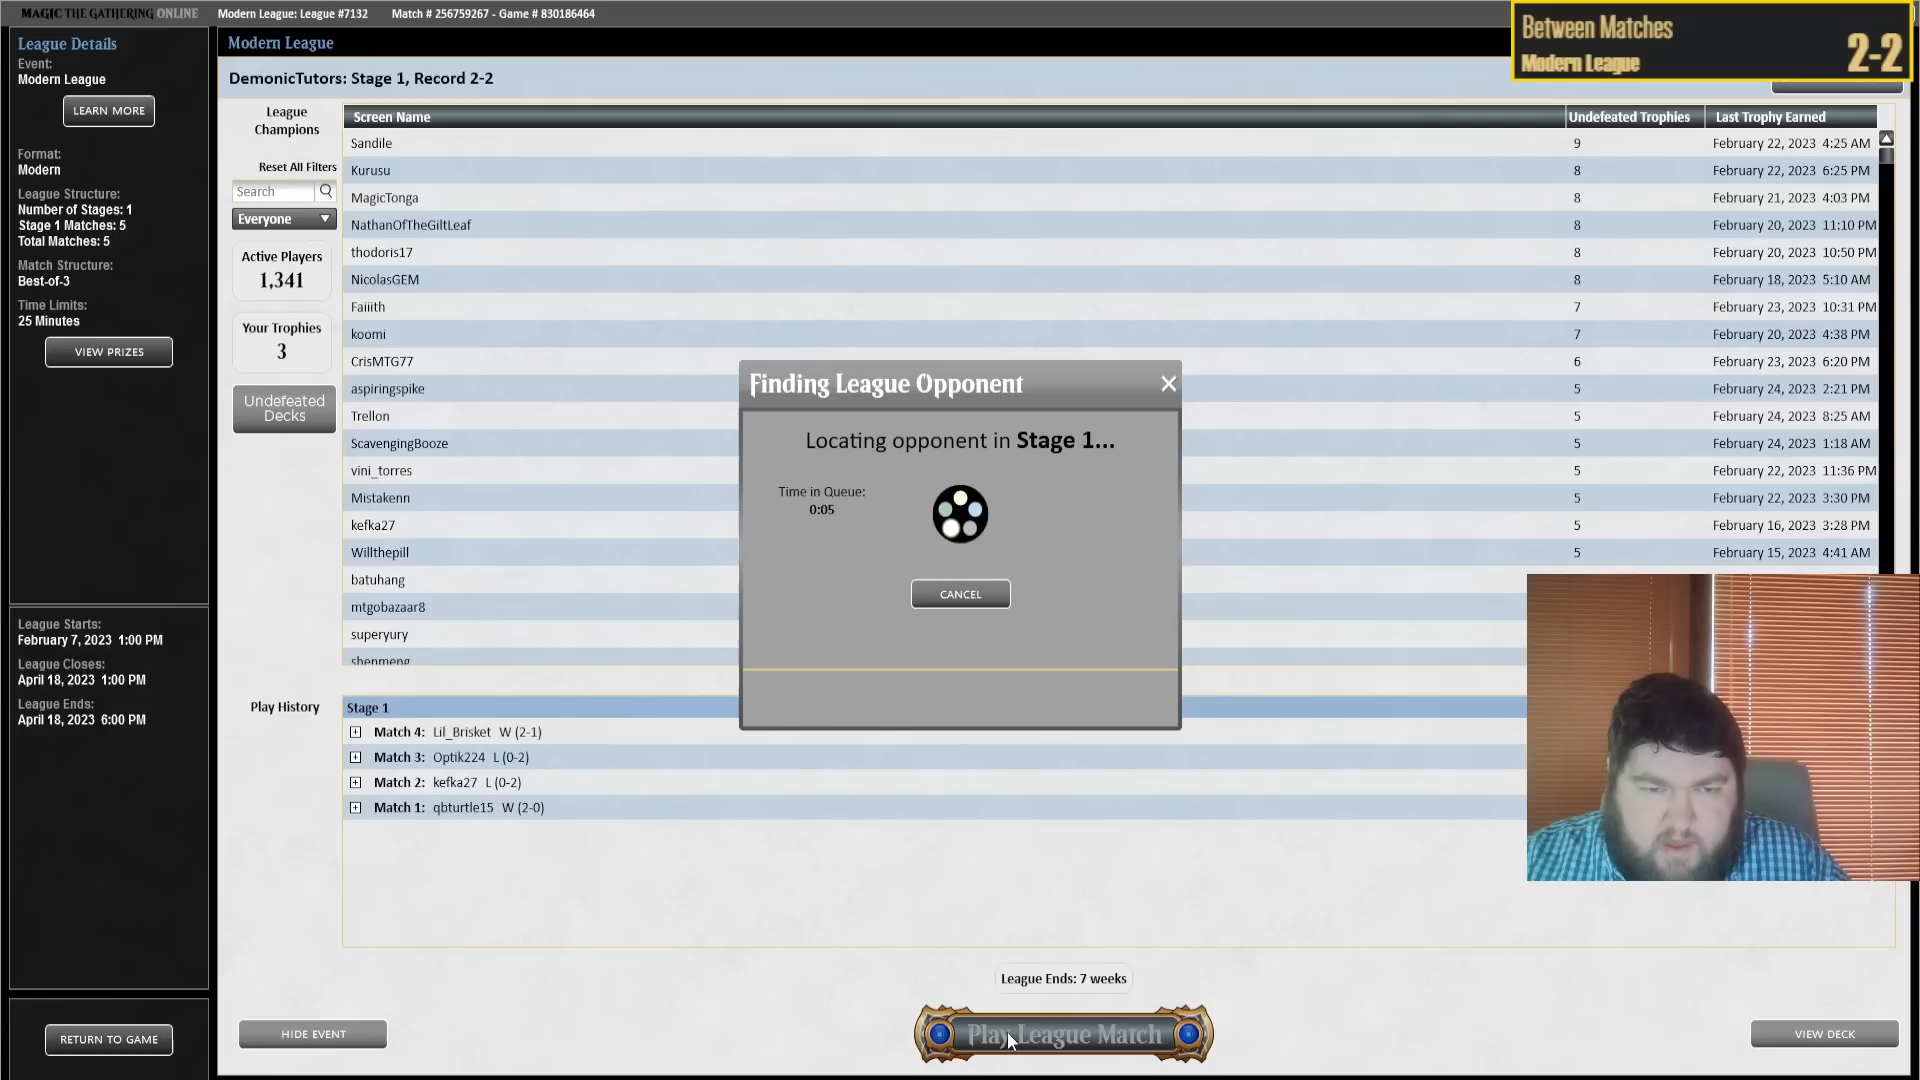 MAGIC THE GATHERING ONLINE
Modern League: League #7132
Match # 256759267 - Game # 830186464
Between Matches
Modern League
2-2
League Details
Event:
Modern League
LEARN MORE
Format:
Modern
League Structure:
Number of Stages: 1
Stage 1 Matches: 5
Total Matches: 5
Match Structure:
Best-of-3
Time Limits:
25 Minutes
VIEW PRIZES
League Starts:
February 7, 2023 1:00 PM
League Closes:
April 18, 2023 1:00 PM
League Ends:
April 18, 2023 6:00 PM
RETURN TO GAME
Modern League
DemonicTutors: Stage 1, Record 2-2
League
Champions
Reset All Filters
Search
Everyone
Active Players
1,341
Your Trophies
3
Undefeated
Decks
Screen Name Undefeated Trophies Last Trophy Earned
Sandile 9 February 22, 2023 4:25 AM
Kurusu 8 February 22, 2023 6:25 PM
MagicTonga 8 February 21, 2023 4:03 PM
NathanOfTheGiltLeaf 8 February 20, 2023 11:10 PM
thodoris17 8 February 20, 2023 10:50 PM
NicolasGEM 8 February 18, 2023 5:10 AM
Faiiith 7 February 23, 2023 10:31 PM
koomi 7 February 20, 2023 4:38 PM
CrisMTG77 6 February 23, 2023 6:20 PM
aspiringspike 5 February 24, 2023 2:21 PM
Trellon 5 February 24, 2023 8:25 AM
ScavengingBooze 5 February 24, 2023 1:18 AM
vini_torres 5 February 22, 2023 11:36 PM
Mistakenn 5 February 22, 2023 3:30 PM
kefka27 5 February 16, 2023 3:28 PM
Willthepill 5 February 15, 2023 4:41 AM
batuhang
mtgobazaar8
superyury
shenmeng
Finding League Opponent
Locating opponent in Stage 1...
Time in Queue:
0:05
CANCEL
Play History
Stage 1
Match 4: Lil_Brisket W (2-1)
Match 3: Optik224 L (0-2)
Match 2: kefka27 L (0-2)
Match 1: qbturtle15 W (2-0)
League Ends: 7 weeks
HIDE EVENT
Play League Match
VIEW DECK